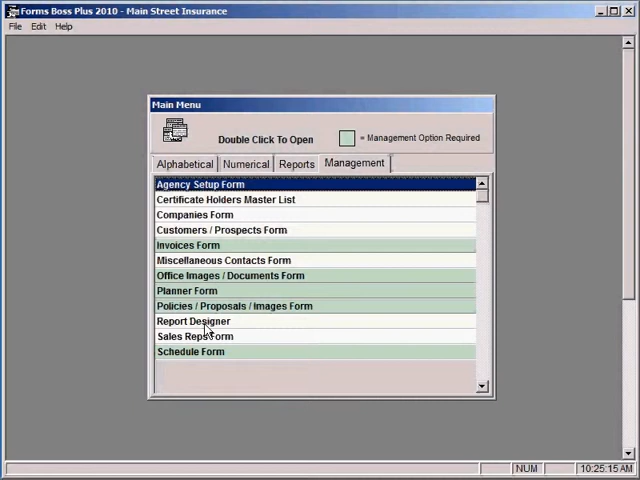 Forms Boss Plus 2010 - Main Street Insurance
File Edit Help
Main Menu
Double Click To Open = Management Option Required
Alphabetical Numerical Reports Management
Agency Setup Form
Certificate Holders Master List
Companies Form
Customers / Prospects Form
Invoices Form
Miscellaneous Contacts Form
Office Images / Documents Form
Planner Form
Policies / Proposals / Images Form
Report Designer
Sales Reps Form
Schedule Form
NUM 10:25:15 AM